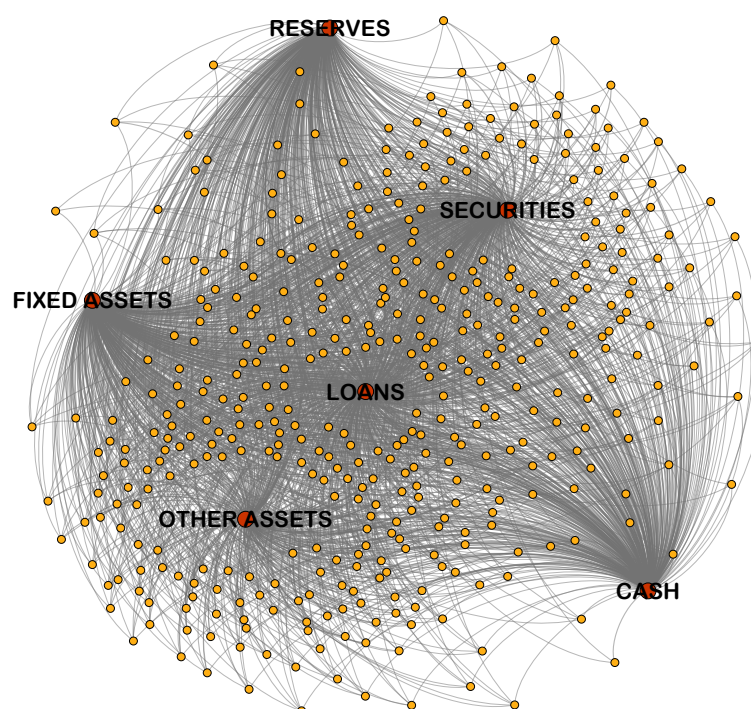 RESERVES
SECURITIES
FIXED ASSETS
LOANS
OTHER ASSETS
CASH